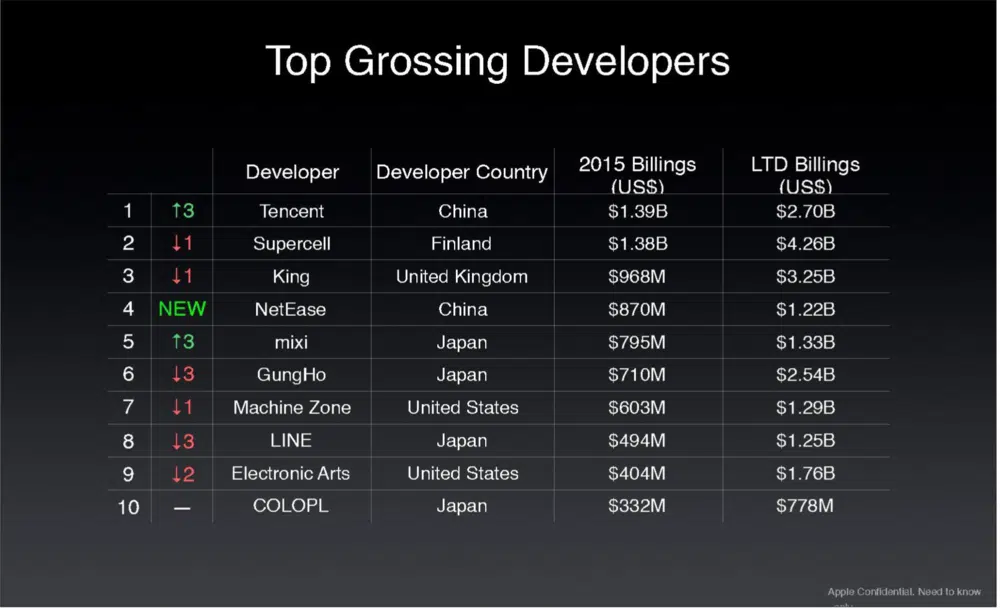 Top Grossing Developers
Developer Developer Country 2015 Billings (US$) LTD Billings (US$)
1 ↑3 Tencent China $1.39B $2.70B
2 ↓1 Supercell Finland $1.38B $4.26B
3 ↓1 King United Kingdom $968M $3.25B
4 NEW NetEase China $870M $1.22B
5 ↑3 mixi Japan $795M $1.33B
6 ↓3 GungHo Japan $710M $2.54B
7 ↓1 Machine Zone United States $603M $1.29B
8 ↓3 LINE Japan $494M $1.25B
9 ↓2 Electronic Arts United States $404M $1.76B
10 — COLOPL Japan $332M $778M
Apple Confidential. Need to know